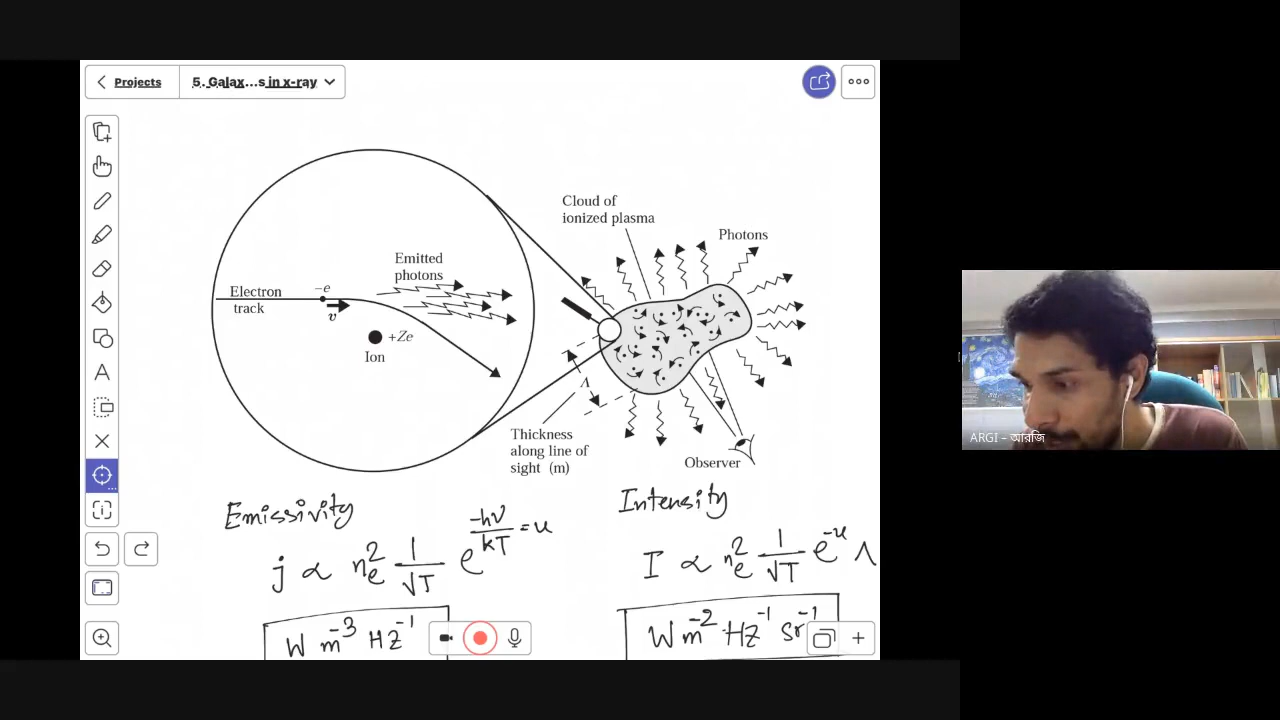 Projects
5. Galax...s in x-ray
Cloud of
ionized plasma
Photons
Emitted
photons
Electron
track
−e
v
+Ze
Ion
Λ
Thickness
along line of
sight (m)
Observer
Emissivity
Intensity
j ∝ n_e^2 1/√T e^{-hν/kT} = u
I ∝ n_e^2 1/√T e^{-u} Λ
W m^{-3} Hz^{-1}
W m^{-2} Hz^{-1} Sr^{-1}
ARGI – আরজি